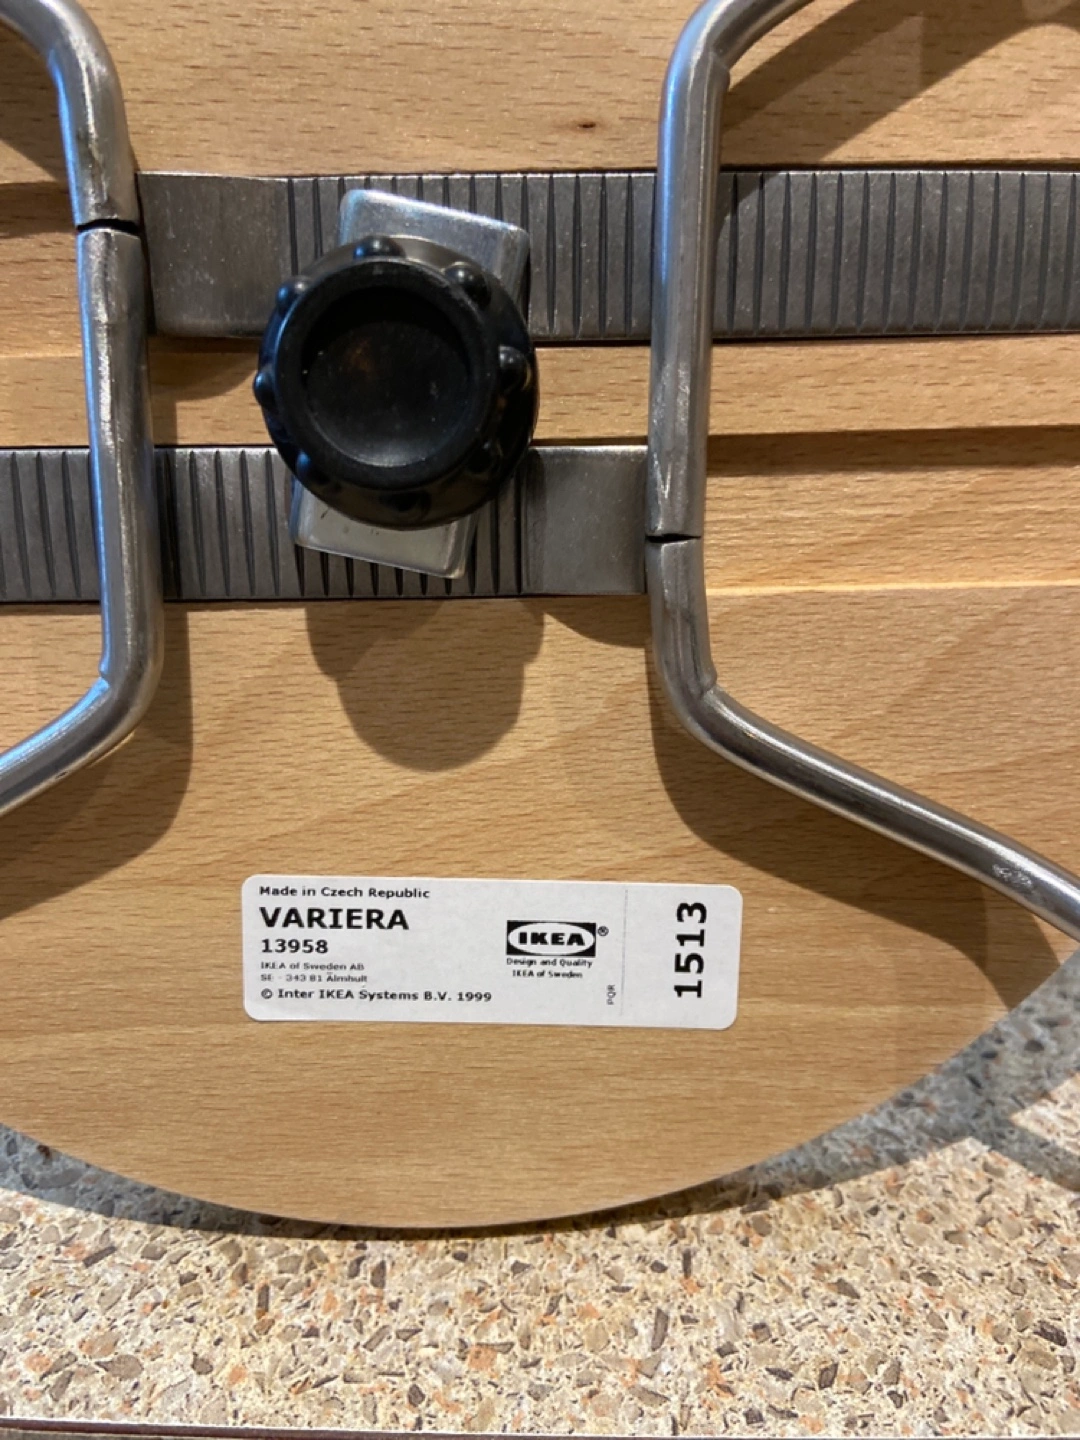 Made in Czech Republic
VARIERA
13958
IKEA of Sweden AB
SE - 343 81 Älmhult
© Inter IKEA Systems B.V. 1999
IKEA®
Design and Quality
IKEA of Sweden
PQR
1513